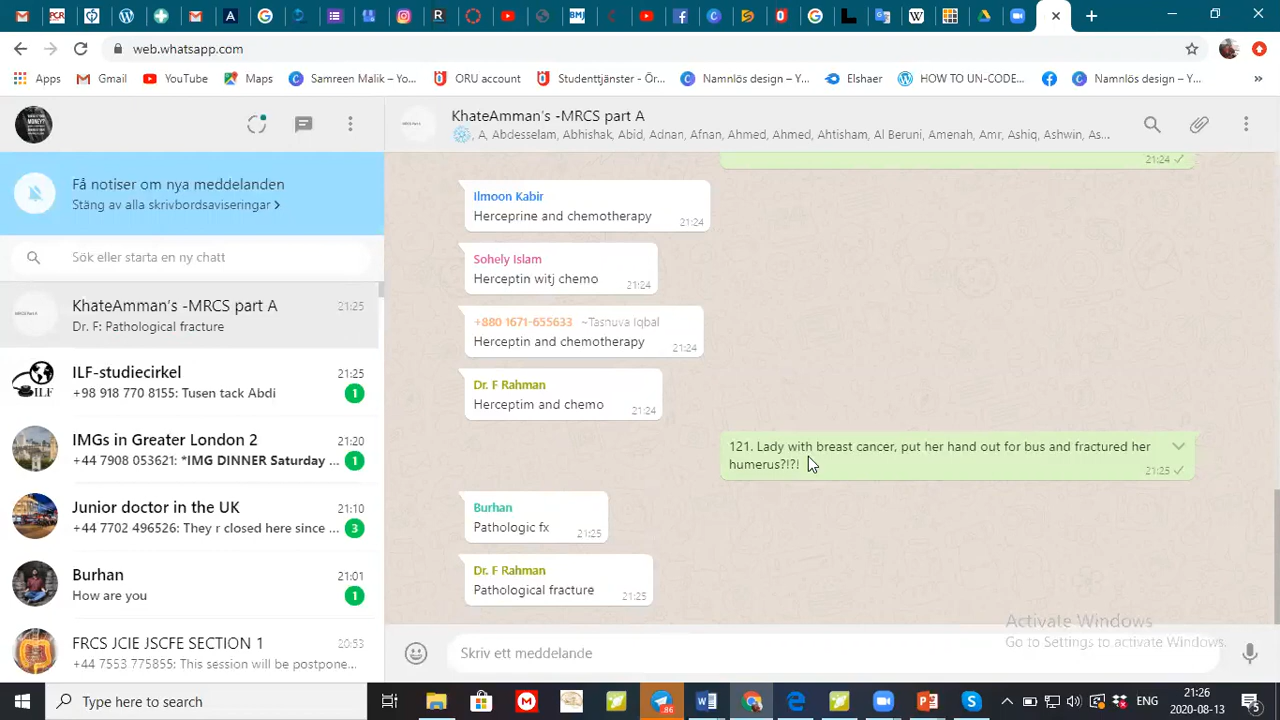 web.whatsapp.com
Apps
Gmail
YouTube
Maps
Samreen Malik – Yo...
ORU account
Studenttjänster - Ör...
Namnlös design – Y...
Elshaer
HOW TO UN-CODE...
Namnlös design – Y...
»
KhateAmman's -MRCS part A
A, Abdesselam, Abhishak, Abid, Adnan, Afnan, Ahmed, Ahmed, Ahtisham, Al Beruni, Amenah, Amr, Ashiq, Ashwin, As...
Få notiser om nya meddelanden
Stäng av alla skrivbordsaviseringar >
Sök eller starta en ny chatt
KhateAmman's -MRCS part A 21:25
Dr. F: Pathological fracture
ILF-studiecirkel 21:25
+98 918 770 8155: Tusen tack Abdi 1
IMGs in Greater London 2 21:20
+44 7908 053621: *IMG DINNER Saturday ... 1
Junior doctor in the UK 21:10
+44 7702 496526: They r closed here since ... 3
Burhan 21:01
How are you 1
FRCS JCIE JSCFE SECTION 1 20:53
+44 7553 775855: This session will be postpone...
21:24
Ilmoon Kabir
Herceprine and chemotherapy
21:24
Sohely Islam
Herceptin witj chemo
21:24
+880 1671-655633 ~Tasnuva Iqbal
Herceptin and chemotherapy
21:24
Dr. F Rahman
Herceptim and chemo
21:24
121. Lady with breast cancer, put her hand out for bus and fractured her
humerus?!?!
21:25
Burhan
Pathologic fx
21:25
Dr. F Rahman
Pathological fracture
21:25
Activate Windows
Go to Settings to activate Windows.
Skriv ett meddelande
Type here to search
86
ENG
21:26
2020-08-13
5